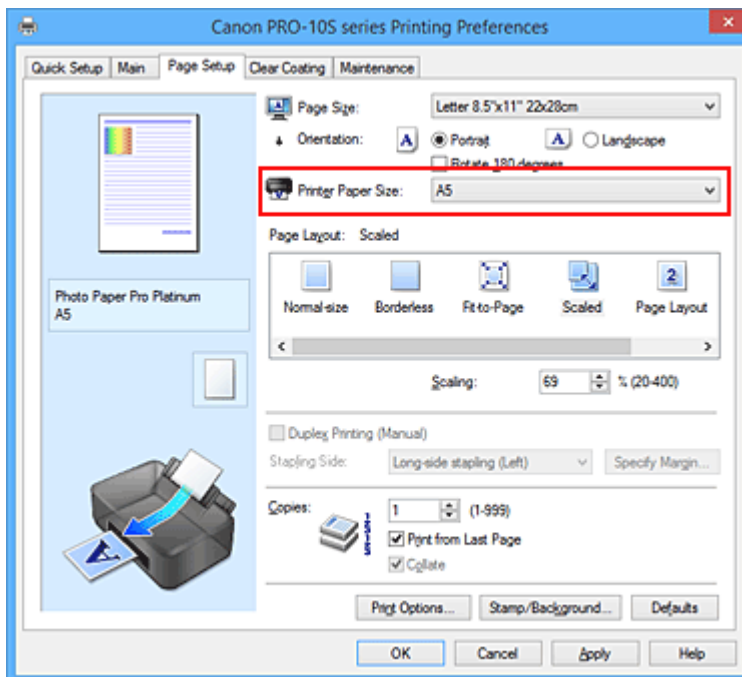 Canon PRO-10S series Printing Preferences
Quick Setup Main Page Setup Clear Coating Maintenance
Page Size: Letter 8.5"x11" 22x28cm
Orientation: A Portrait A Landscape
Rotate 180 degrees
Printer Paper Size: A5
Page Layout: Scaled
Normal-size Borderless Fit-to-Page Scaled Page Layout
Photo Paper Pro Platinum
A5
Scaling: 69 % (20-400)
Duplex Printing (Manual)
Stapling Side: Long-side stapling (Left) Specify Margin...
Copies: 1 (1-999)
Print from Last Page
Collate
Print Options... Stamp/Background... Defaults
OK Cancel Apply Help